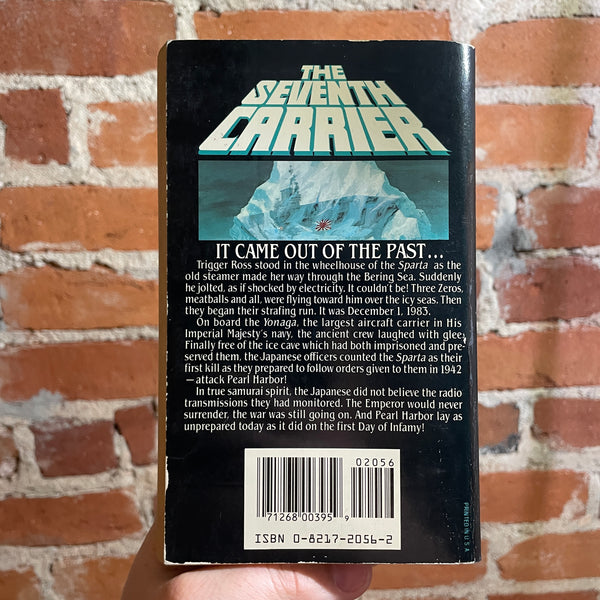 THE
SEVENTH
CARRIER
IT CAME OUT OF THE PAST...
Trigger Ross stood in the wheelhouse of the Sparta as the
old steamer made her way through the Bering Sea. Suddenly
he jolted, as if shocked by electricity. It couldn't be! Three Zeros,
meatballs and all, were flying toward him over the icy seas. Then
they began their strafing run. It was December 1, 1983.
On board the Yonaga, the largest aircraft carrier in His
Imperial Majesty's navy, the ancient crew laughed with glee.
Finally free of the ice cave which had both imprisoned and pre-
served them, the Japanese officers counted the Sparta as their
first kill as they prepared to follow orders given to them in 1942
—attack Pearl Harbor!
In true samurai spirit, the Japanese did not believe the radio
transmissions they had monitored. The Emperor would never
surrender, the war was still going on. And Pearl Harbor lay as
unprepared today as it did on the first Day of Infamy!
02056
71268 00395 9
ISBN 0-8217-2056-2
PRINTED IN U.S.A.